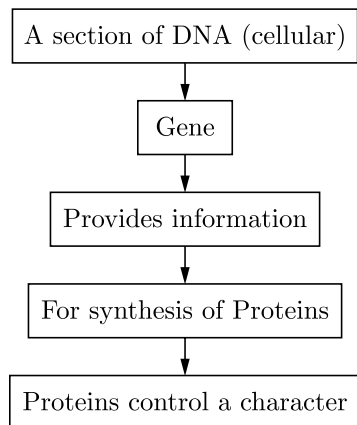 A section of DNA (cellular)
Gene
Provides information
For synthesis of Proteins
Proteins control a character